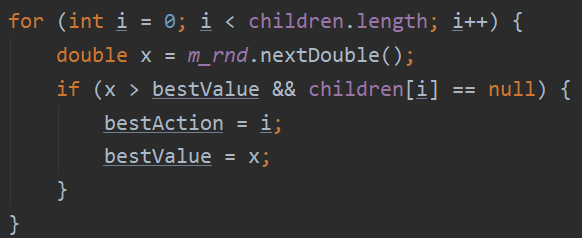 for (int i = 0; i < children.length; i++) {
    double x = m_rnd.nextDouble();
    if (x > bestValue && children[i] == null) {
        bestAction = i;
        bestValue = x;
    }
}